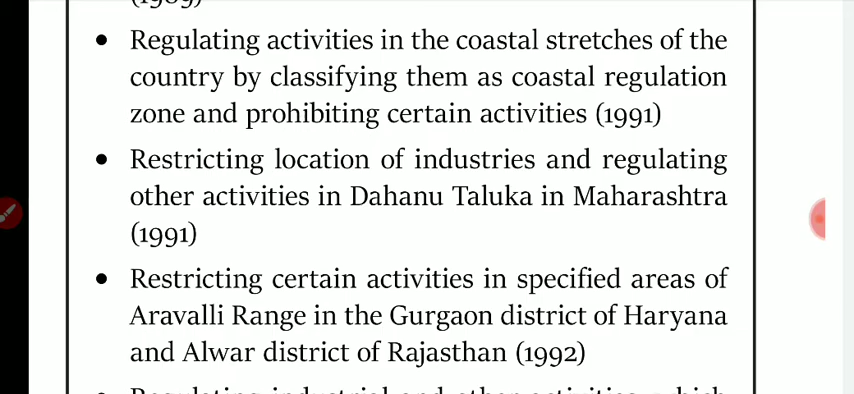 • Regulating activities in the coastal stretches of the
country by classifying them as coastal regulation
zone and prohibiting certain activities (1991)
• Restricting location of industries and regulating
other activities in Dahanu Taluka in Maharashtra
(1991)
• Restricting certain activities in specified areas of
Aravalli Range in the Gurgaon district of Haryana
and Alwar district of Rajasthan (1992)